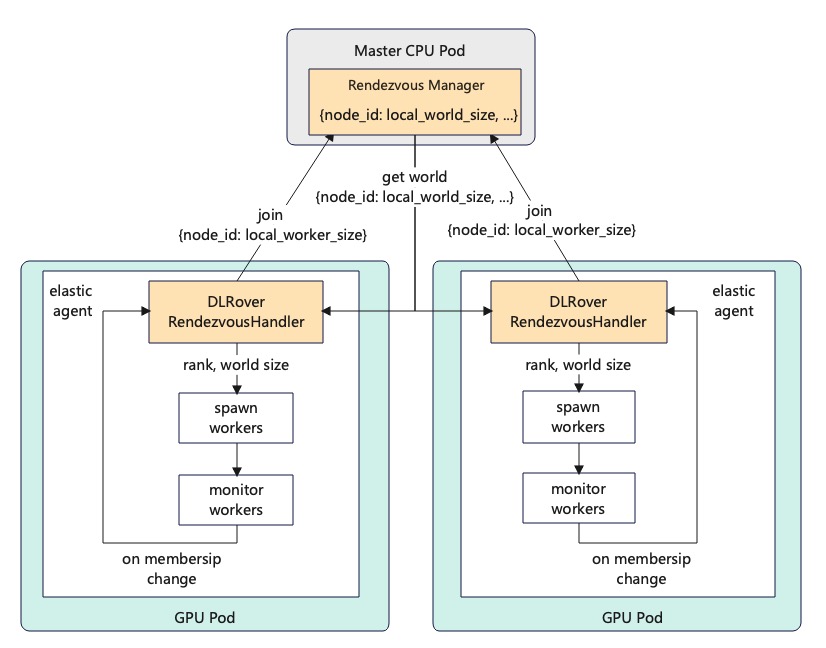 Master CPU Pod
Rendezvous Manager
{node_id: local_world_size, ...}
get world
{node_id: local_world_size, ...}
join
{node_id: local_worker_size}
join
{node_id: local_worker_size}
elastic
agent
DLRover
RendezvousHandler
rank, world size
spawn
workers
monitor
workers
on membersip
change
GPU Pod
DLRover
RendezvousHandler
elastic
agent
rank, world size
spawn
workers
monitor
workers
on membersip
change
GPU Pod